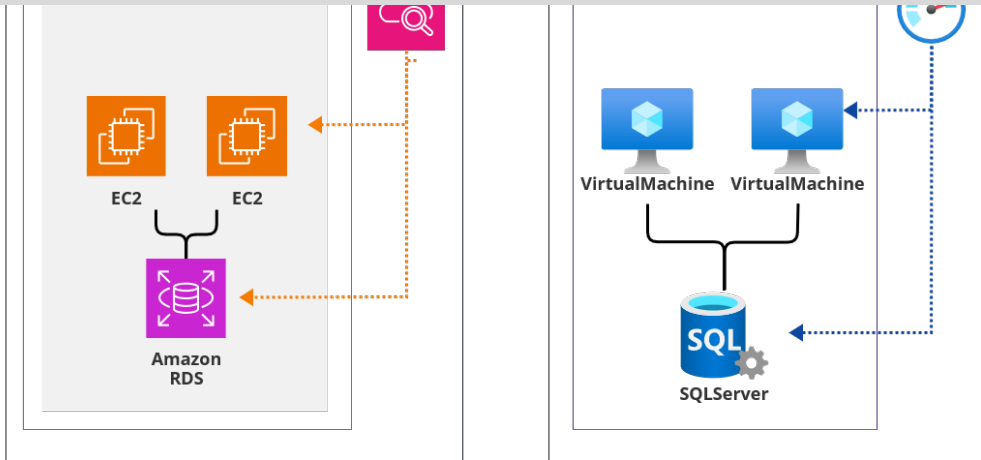 EC2
EC2
Amazon
RDS
VirtualMachine
VirtualMachine
SQL
SQLServer